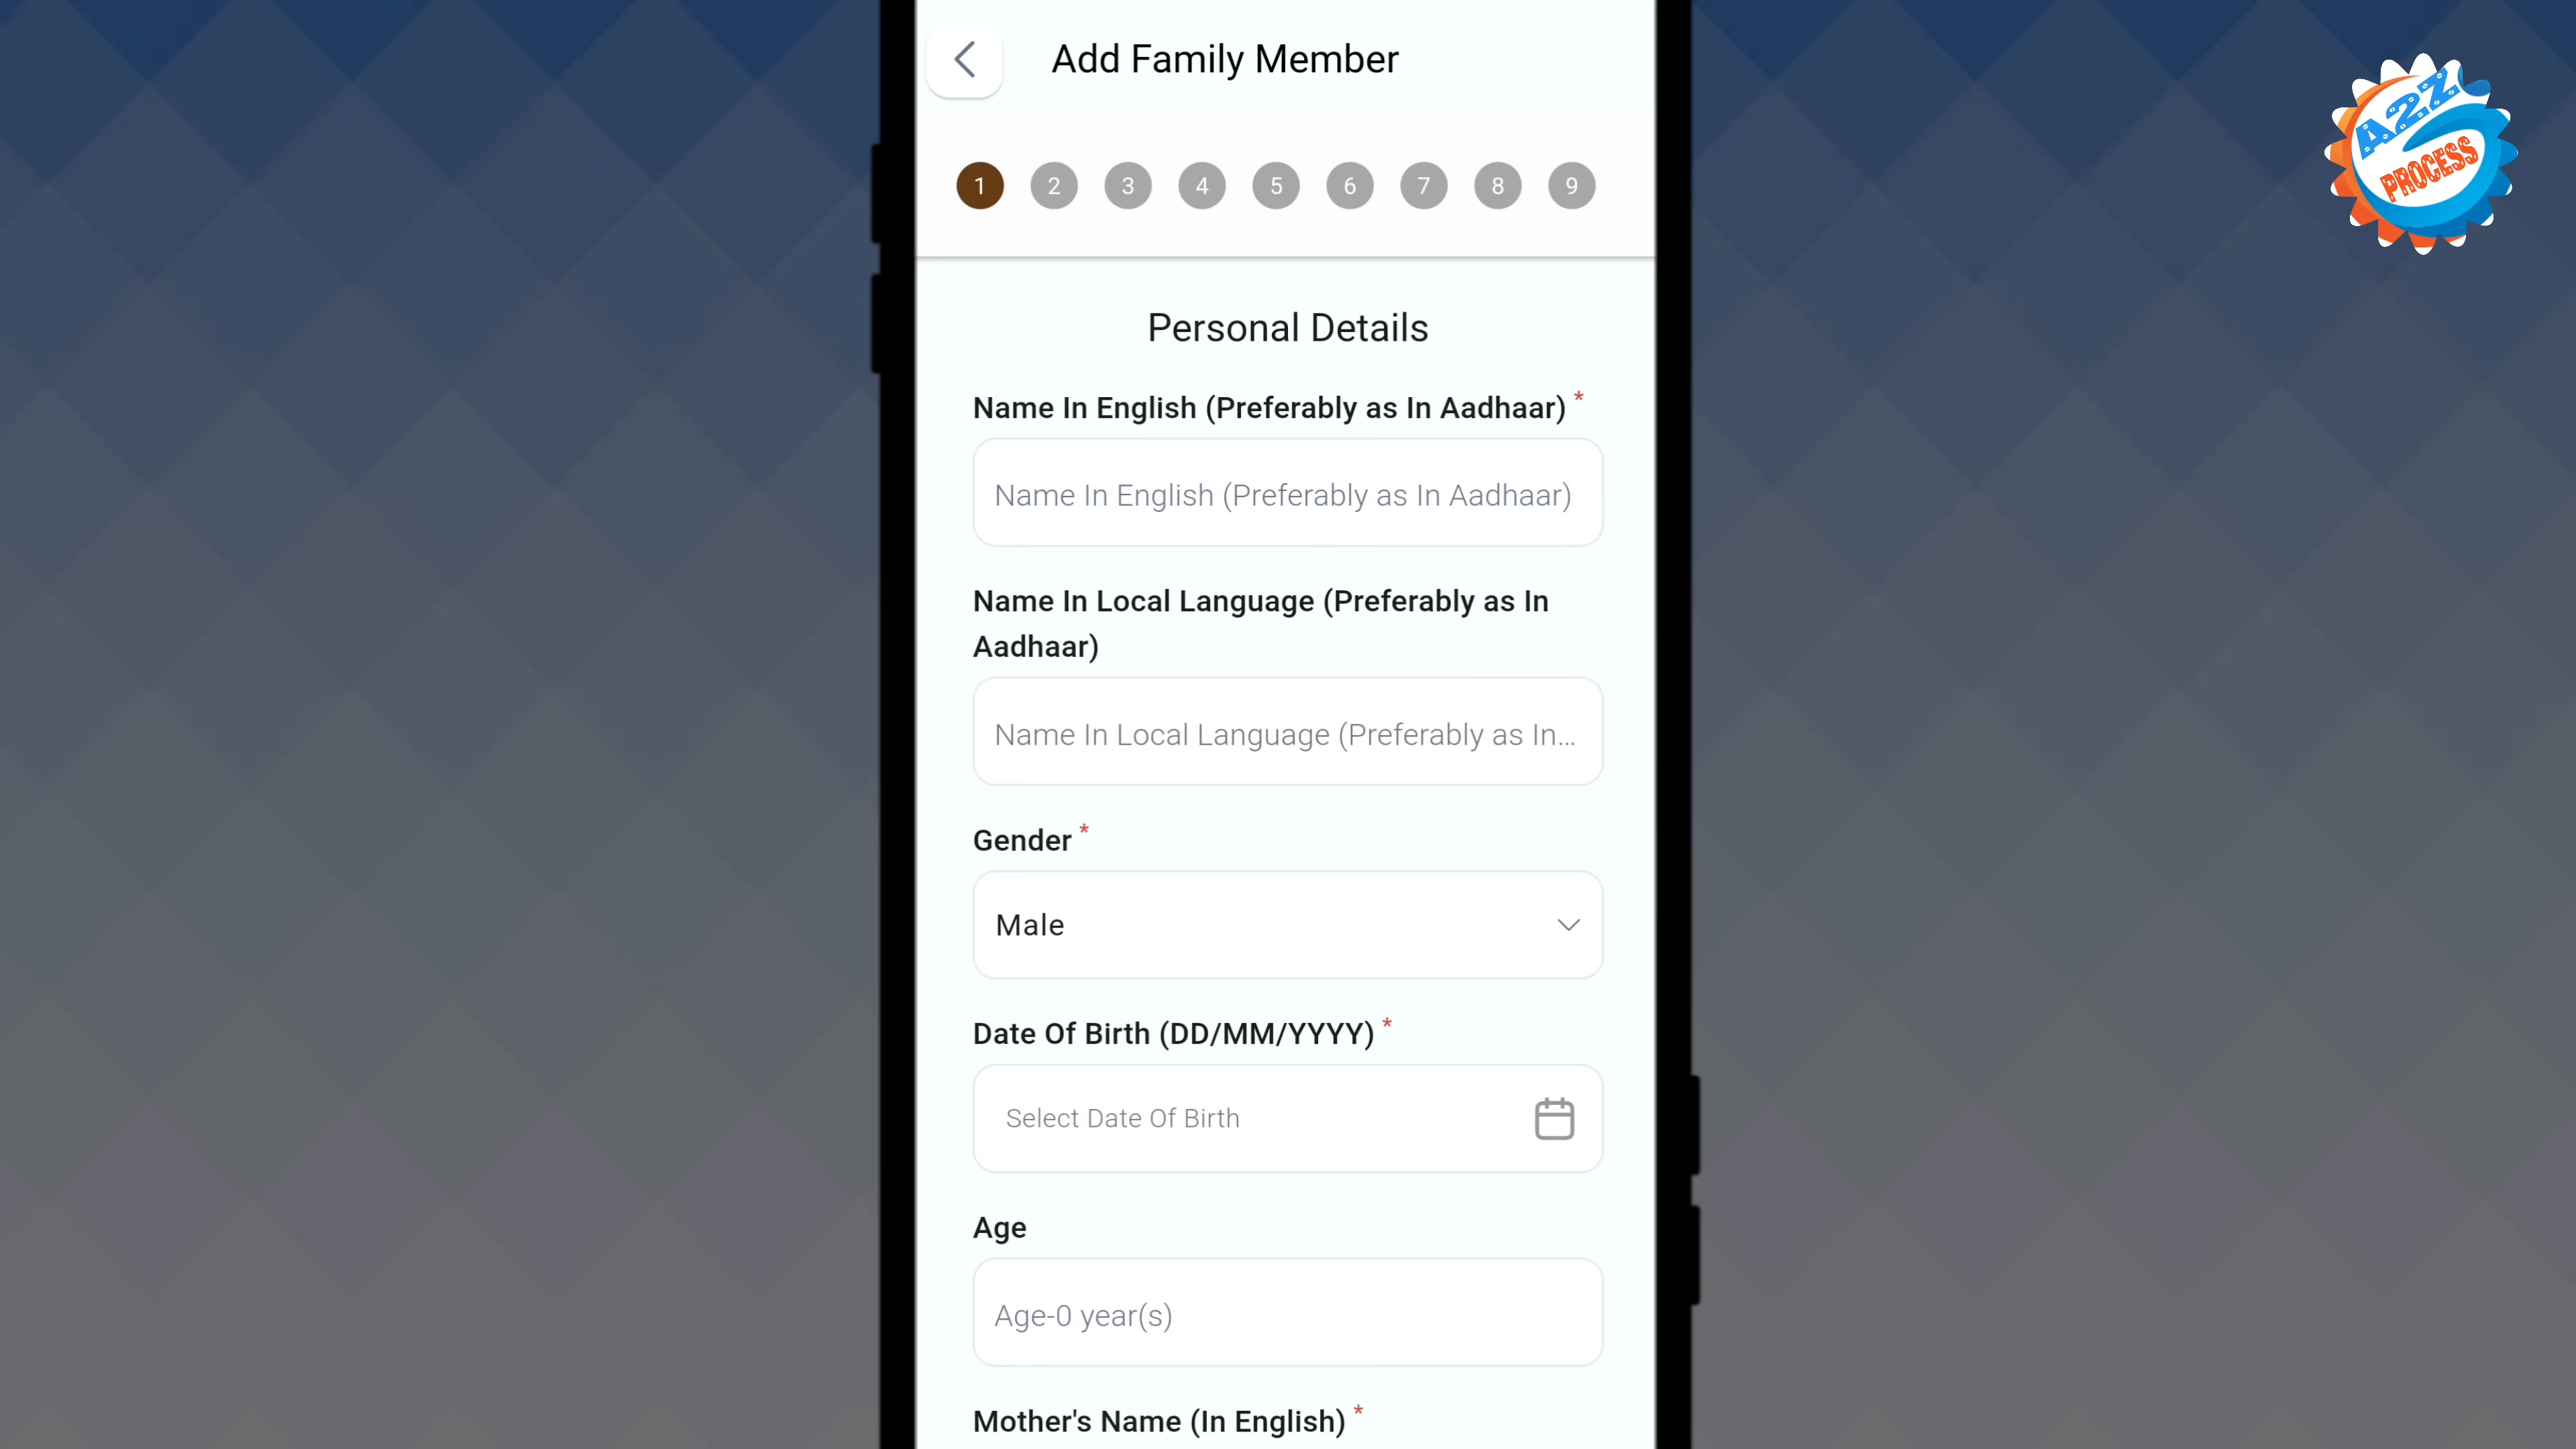 Add Family Member
A2Z
PROCESS
1 2 3 4 5 6 7 8 9
Personal Details
Name In English (Preferably as In Aadhaar) *
Name In English (Preferably as In Aadhaar)
Name In Local Language (Preferably as In
Aadhaar)
Name In Local Language (Preferably as In...
Gender *
Male
Date Of Birth (DD/MM/YYYY) *
Select Date Of Birth
Age
Age-0 year(s)
Mother's Name (In English) *